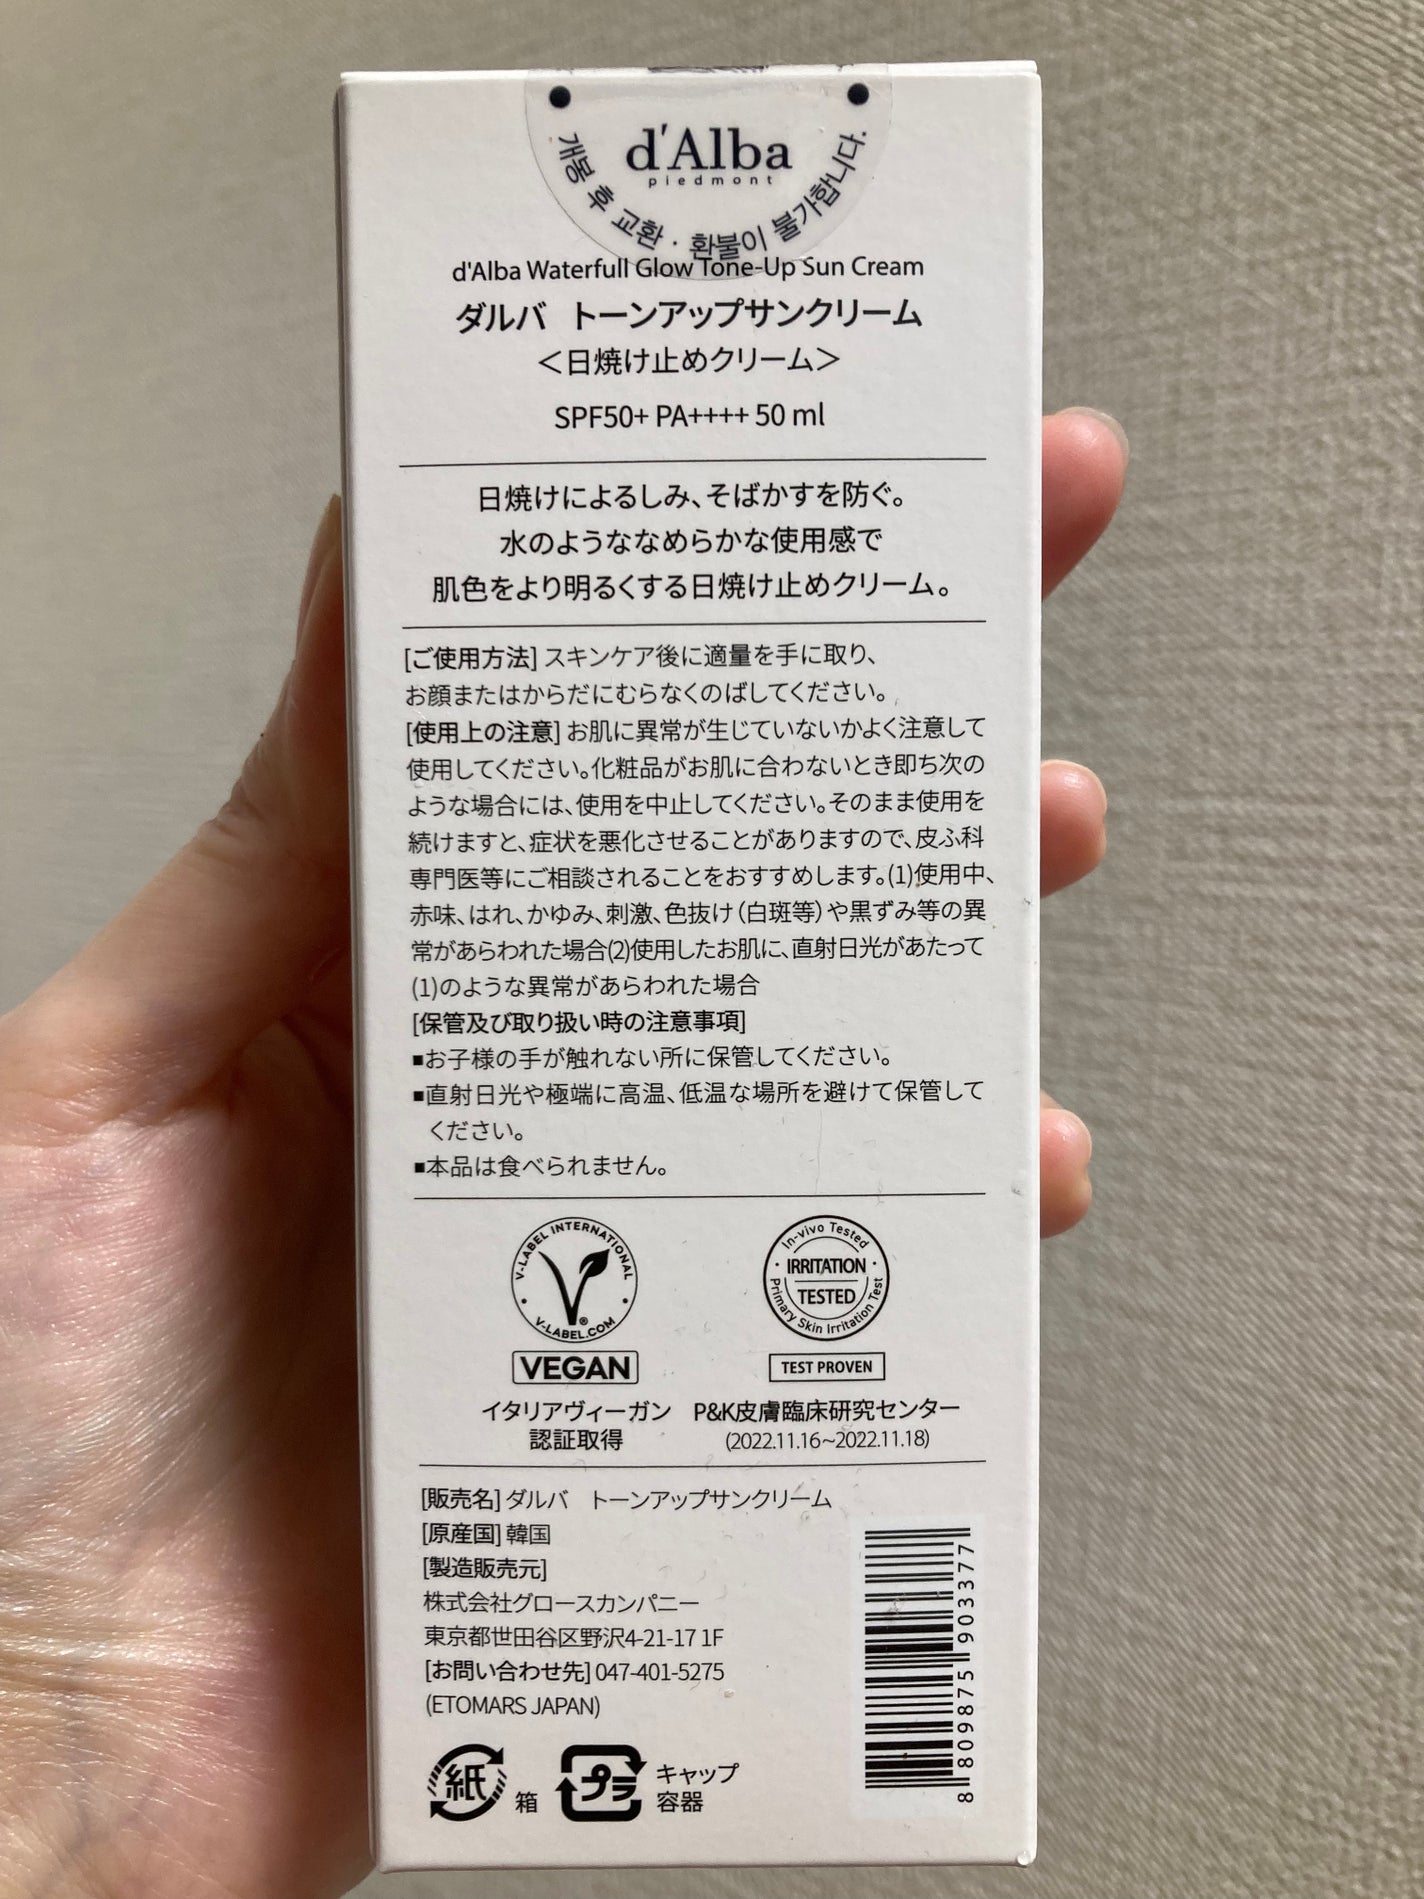 d'Alba
piedmont
개봉 후 교환 · 환불이 불가합니다.
d'Alba Waterfull Glow Tone-Up Sun Cream
ダルバ　トーンアップサンクリーム
＜日焼け止めクリーム＞
SPF50+ PA++++ 50 ml
日焼けによるしみ、そばかすを防ぐ。
水のようななめらかな使用感で
肌色をより明るくする日焼け止めクリーム。
[ご使用方法] スキンケア後に適量を手に取り、
お顔またはからだにむらなくのばしてください。
[使用上の注意] お肌に異常が生じていないかよく注意して
使用してください。化粧品がお肌に合わないとき即ち次の
ような場合には、使用を中止してください。そのまま使用を
続けますと、症状を悪化させることがありますので、皮ふ科
専門医等にご相談されることをおすすめします。(1)使用中、
赤味、はれ、かゆみ、刺激、色抜け（白斑等）や黒ずみ等の異
常があらわれた場合(2)使用したお肌に、直射日光があたって
(1)のような異常があらわれた場合
[保管及び取り扱い時の注意事項]
■お子様の手が触れない所に保管してください。
■直射日光や極端に高温、低温な場所を避けて保管して
ください。
■本品は食べられません。
V-LABEL INTERNATIONAL
V-LABEL.COM
®
VEGAN
イタリアヴィーガン
認証取得
In-vivo Tested
IRRITATION
TESTED
Primary Skin Irritation Test
TEST PROVEN
P&K皮膚臨床研究センター
(2022.11.16~2022.11.18)
[販売名] ダルバ　トーンアップサンクリーム
[原産国] 韓国
[製造販売元]
株式会社グロースカンパニー
東京都世田谷区野沢4-21-17 1F
[お問い合わせ先] 047-401-5275
(ETOMARS JAPAN)
紙
箱
プラ
キャップ
容器
8 809875 903377